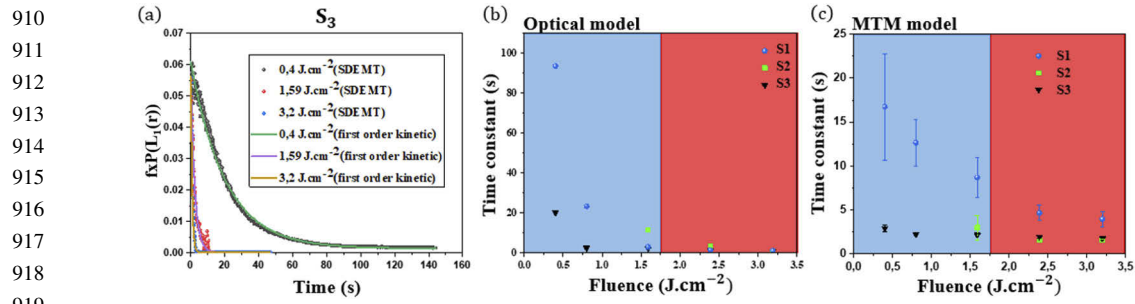 910
911
912
913
914
915
916
917
918
(a)
S₃
fxP(L₁(r))
0.07
0.06
0.05
0.04
0.03
0.02
0.01
0.00
0,4 J.cm⁻²(SDEMT)
1,59 J.cm⁻²(SDEMT)
3,2 J.cm⁻²(SDEMT)
0,4 J.cm⁻²(first order kinetic)
1,59 J.cm⁻²(first order kinetic)
3,2 J.cm⁻²(first order kinetic)
0 20 40 60 80 100 120 140 160
Time (s)
(b)
Optical model
Time constant (s)
100
80
60
40
20
0
S1
S2
S3
0,0 0,5 1,0 1,5 2,0 2,5 3,0 3,5
Fluence (J.cm⁻²)
(c)
MTM model
Time constant (s)
25
20
15
10
5
0
S1
S2
S3
0,0 0,5 1,0 1,5 2,0 2,5 3,0 3,5
Fluence (J.cm⁻²)